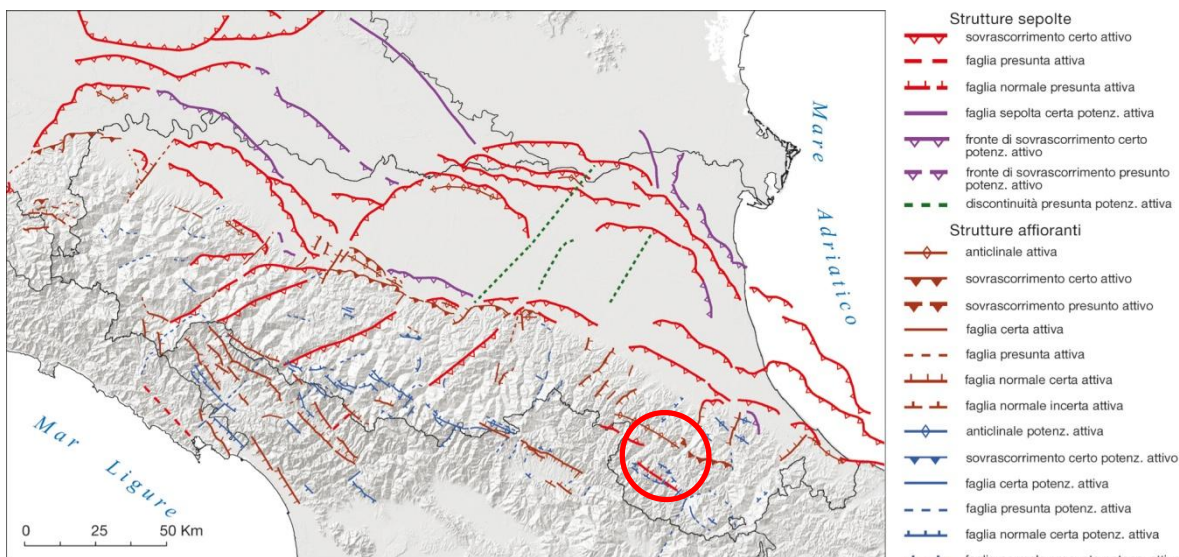 Mare
Adriatico
Mar Ligure
0 25 50 Km
Strutture sepolte
sovrascorrimento certo attivo
faglia presunta attiva
faglia normale presunta attiva
faglia sepolta certa potenz. attiva
fronte di sovrascorrimento certo
potenz. attivo
fronte di sovrascorrimento presunto
potenz. attivo
discontinuità presunta potenz. attiva
Strutture affioranti
anticlinale attiva
sovrascorrimento certo attivo
sovrascorrimento presunto attivo
faglia certa attiva
faglia presunta attiva
faglia normale certa attiva
faglia normale incerta attiva
anticlinale potenz. attiva
sovrascorrimento certo potenz. attivo
faglia certa potenz. attiva
faglia presunta potenz. attiva
faglia normale certa potenz. attiva